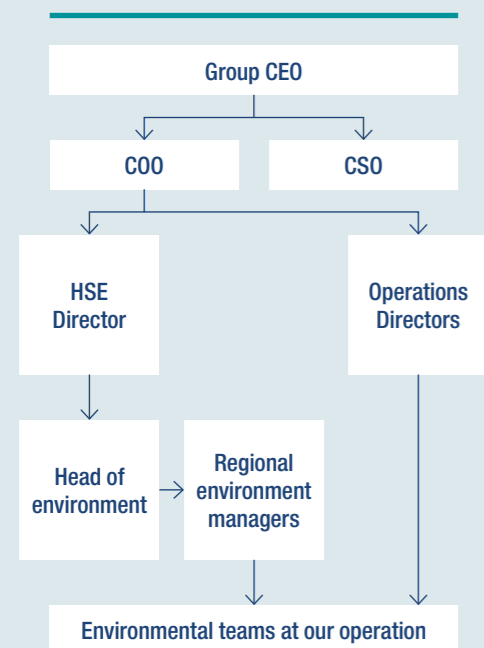 Group CEO
COO
CSO
HSE
Director
Operations
Directors
Head of
environment
Regional
environment
managers
Environmental teams at our operation